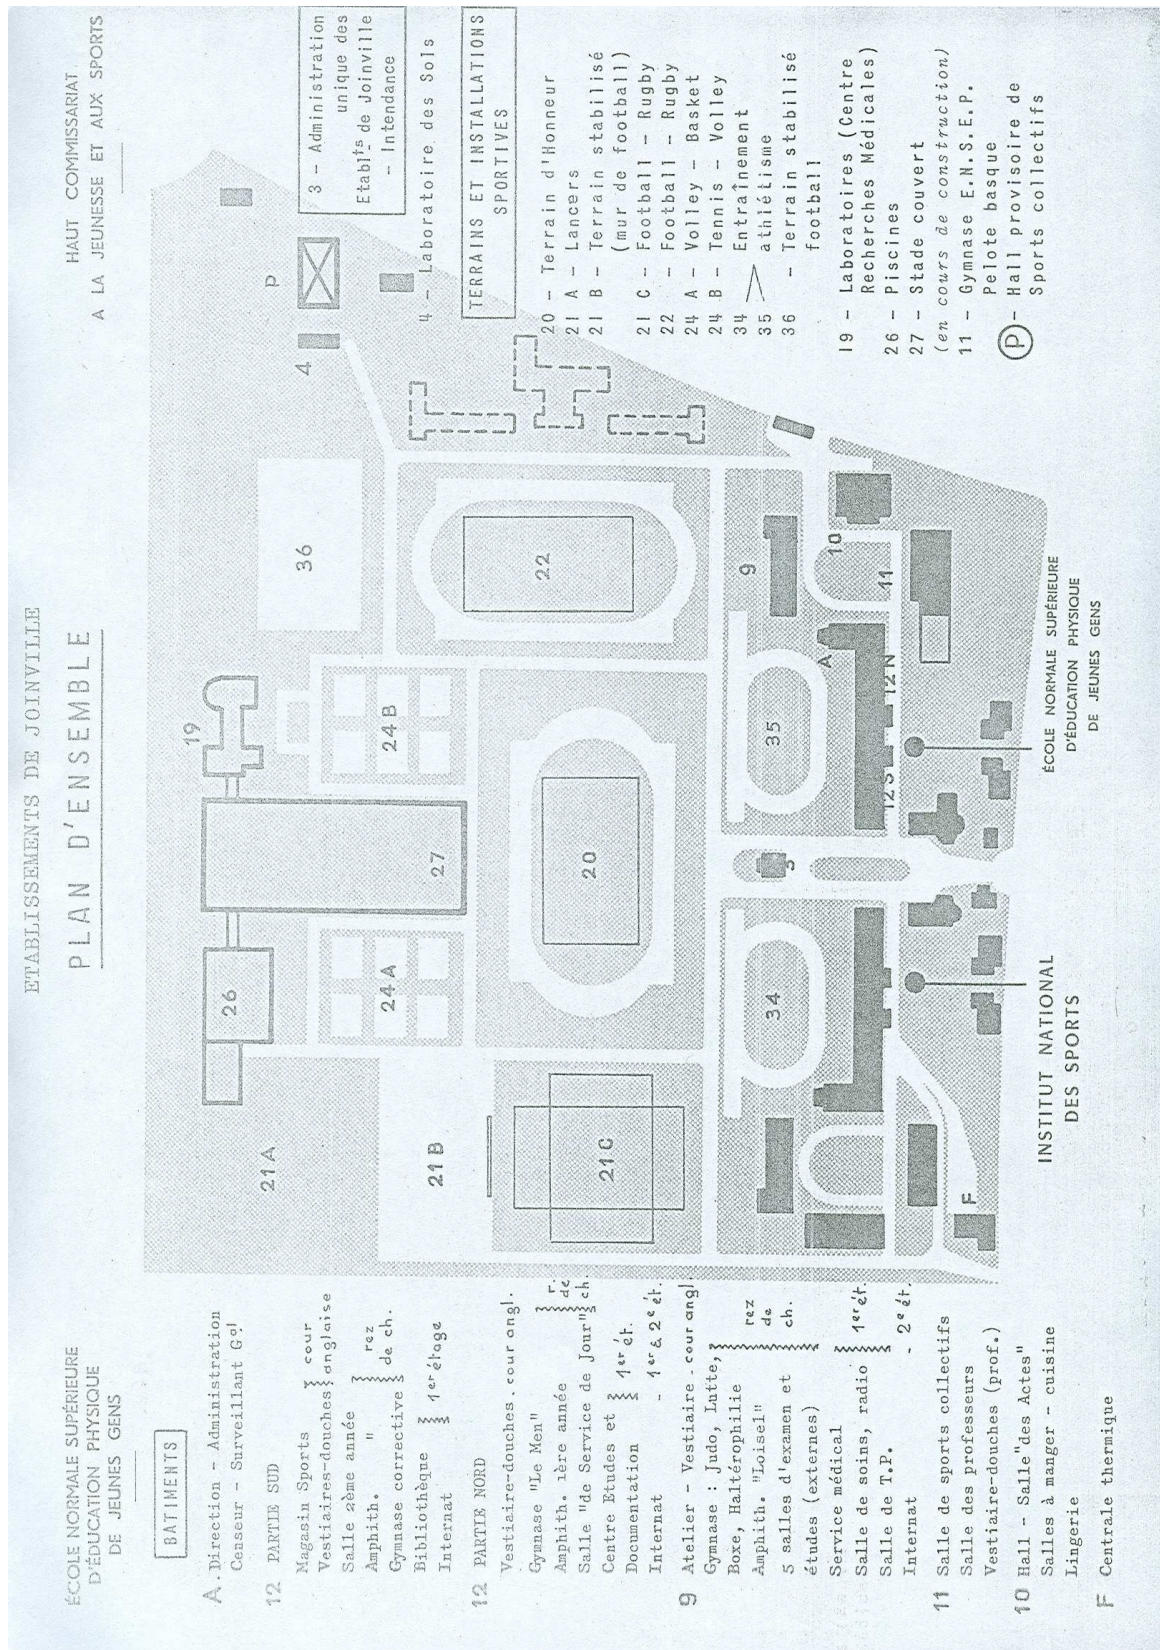 ETABLISSEMENTS DE JOINVILLE
PLAN D'ENSEMBLE
HAUT COMMISSARIAT
A LA JEUNESSE ET AUX SPORTS
ÉCOLE NORMALE SUPÉRIEURE
D'ÉDUCATION PHYSIQUE
DE JEUNES GENS
BATIMENTS
A. Direction - Administration
Censeur - Surveillant Gal
12 PARTIE SUD
Magasin Sports
Vestiaires-douches } cour anglaise
Salle 2ème année
Amphith. "
Gymnase corrective } rez de ch.
Bibliothèque
Internat } 1er étage
12 PARTIE NORD
Vestiaire-douches . cour angl.
Gymnase "Le Men"
Amphith. 1ère année
Salle "de Service de Jour" } r. de ch.
Centre Etudes et
Documentation } 1er ét.
Internat - 1er & 2e ét.
9 Atelier - Vestiaire . cour angl.
Gymnase : Judo, Lutte,
Boxe, Haltérophilie
Amphith. "Loisel"
5 salles d'examen et
études (externes) } rez de ch.
Service médical
Salle de soins, radio
Salle de T.P. } 1er ét.
Internat - 2e ét.
11 Salle de sports collectifs
Salle des professeurs
Vestiaire-douches (prof.)
10 Hall - Salle "des Actes"
Salles à manger - cuisine
Lingerie
F Centrale thermique
3 - Administration
unique des
Etablts de Joinville
- Intendance
4 - Laboratoire des Sols
TERRAINS ET INSTALLATIONS
SPORTIVES
20 - Terrain d'Honneur
21 A - Lancers
21 B - Terrain stabilisé
(mur de football)
21 C - Football - Rugby
22 - Football - Rugby
24 A - Volley - Basket
24 B - Tennis - Volley
34 > Entraînement
35 athlétisme
36 - Terrain stabilisé
football
19 - Laboratoires (Centre
Recherches Médicales)
26 - Piscines
27 - Stade couvert
(en cours de construction)
11 - Gymnase E.N.S.E.P.
Pelote basque
P - Hall provisoire de
Sports collectifs
P
4
36
19
26
27
24 A
24 B
21A
21 B
21C
20
22
34
35
3
9
10
11
A
12 S
12 N
F
INSTITUT NATIONAL
DES SPORTS
ÉCOLE NORMALE SUPÉRIEURE
D'ÉDUCATION PHYSIQUE
DE JEUNES GENS